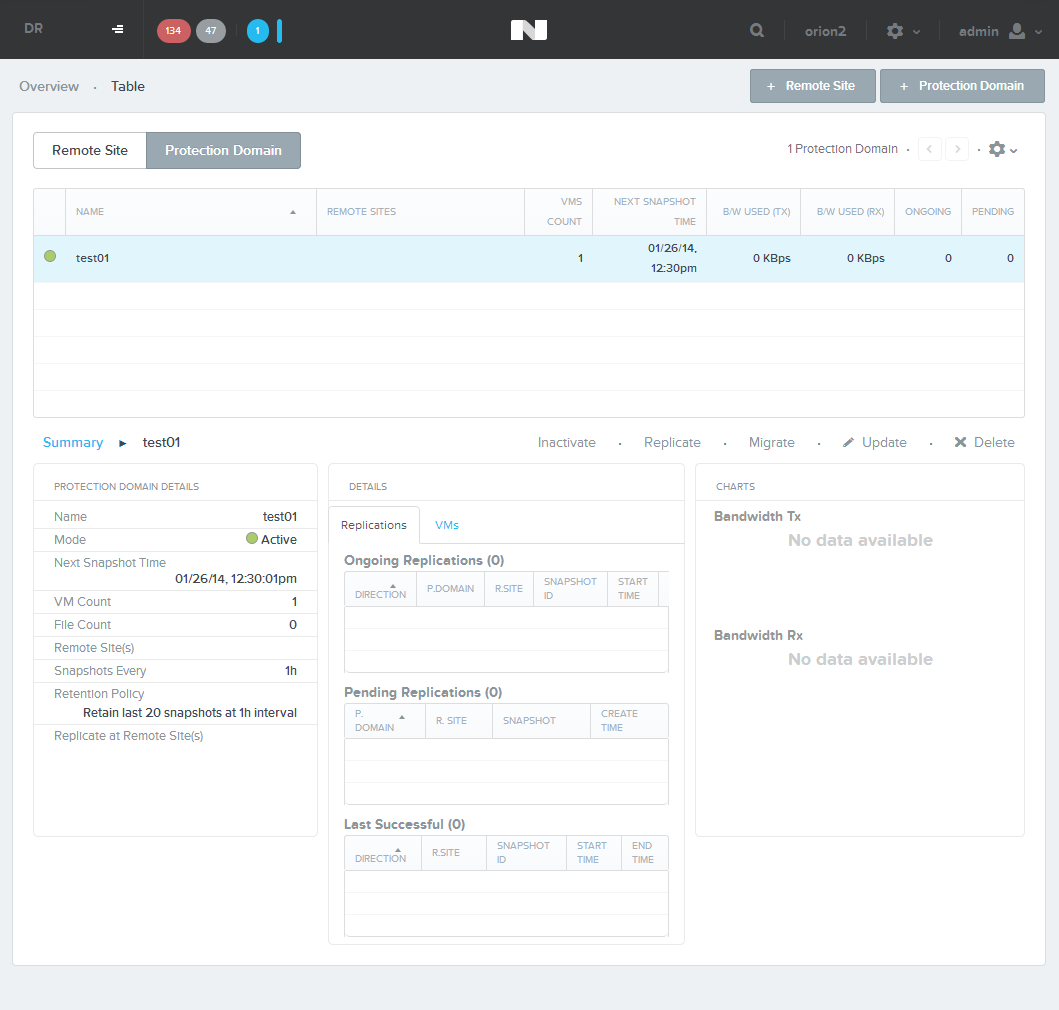 DR
134
47
1
orion2
admin
Overview · Table
+ Remote Site
+ Protection Domain
Remote Site
Protection Domain
1 Protection Domain ·
NAME
REMOTE SITES
VMS COUNT
NEXT SNAPSHOT TIME
B/W USED (TX)
B/W USED (RX)
ONGOING
PENDING
test01
1
01/26/14, 12:30pm
0 KBps
0 KBps
0
0
Summary ► test01
Inactivate · Replicate · Migrate · Update · Delete
PROTECTION DOMAIN DETAILS
Name test01
Mode Active
Next Snapshot Time
01/26/14, 12:30:01pm
VM Count 1
File Count 0
Remote Site(s)
Snapshots Every 1h
Retention Policy
Retain last 20 snapshots at 1h interval
Replicate at Remote Site(s)
DETAILS
Replications VMs
Ongoing Replications (0)
DIRECTION
P.DOMAIN
R.SITE
SNAPSHOT ID
START TIME
Pending Replications (0)
P. DOMAIN
R. SITE
SNAPSHOT
CREATE TIME
Last Successful (0)
DIRECTION
R.SITE
SNAPSHOT ID
START TIME
END TIME
CHARTS
Bandwidth Tx
No data available
Bandwidth Rx
No data available